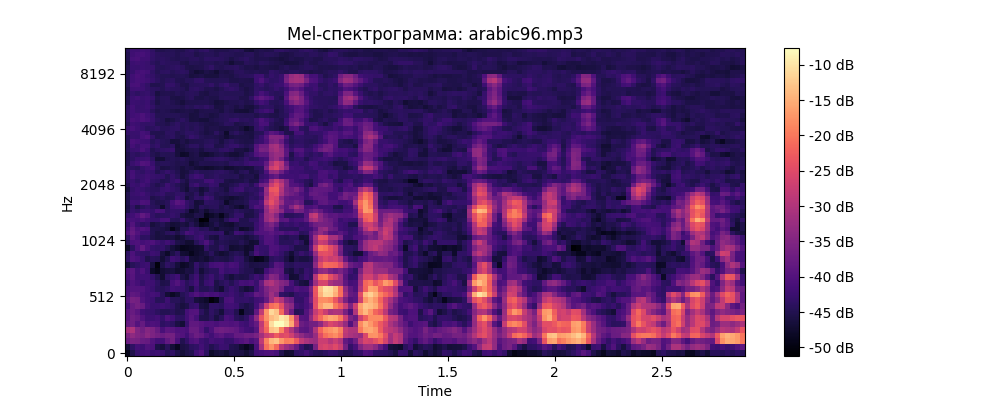 Mel-спектрограмма: arabic96.mp3
Hz
8192
4096
2048
1024
512
0
0
0.5
1
1.5
2
2.5
Time
-10 dB
-15 dB
-20 dB
-25 dB
-30 dB
-35 dB
-40 dB
-45 dB
-50 dB